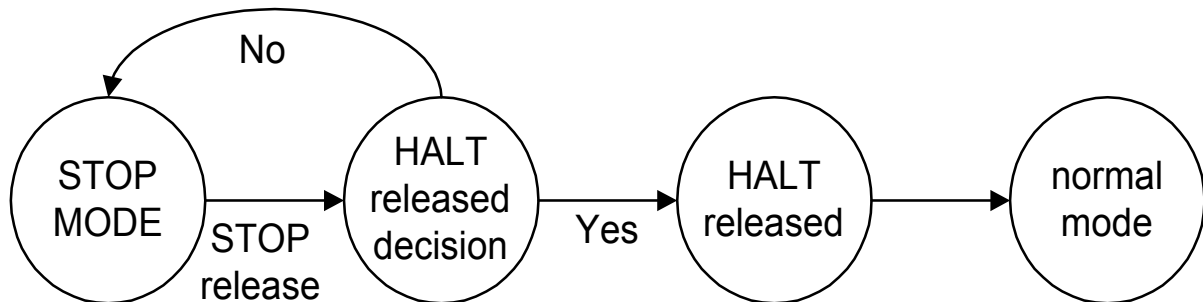 No
STOP
MODE
STOP
release
HALT
released
decision
Yes
HALT
released
normal
mode